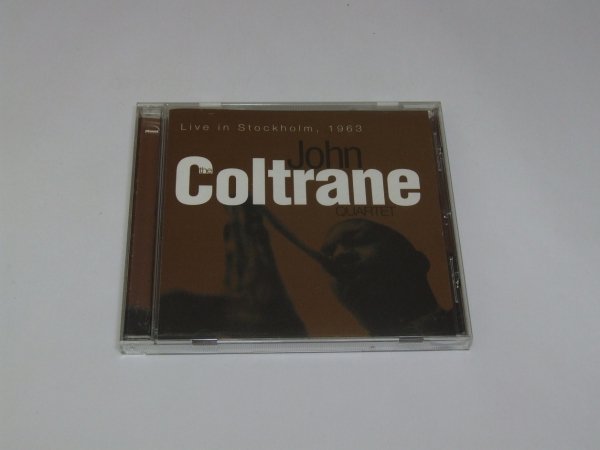 Live in Stockholm, 1963
the John
Coltrane
QUARTET